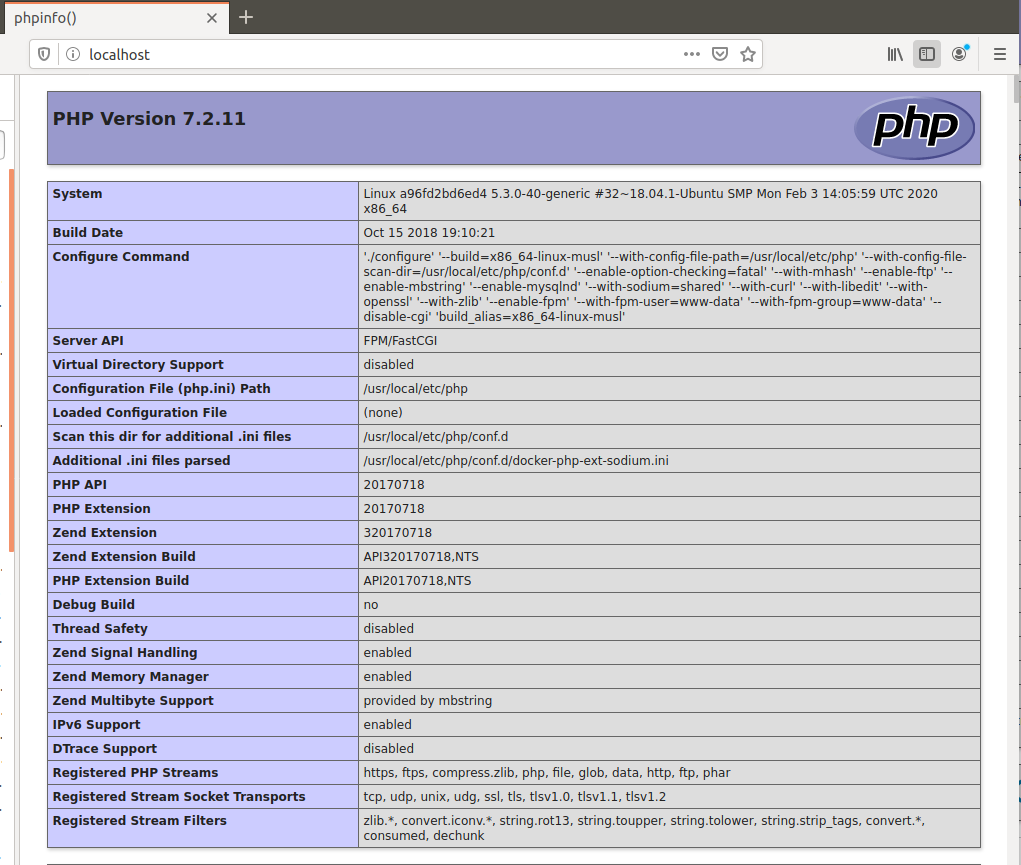 phpinfo()
localhost
PHP Version 7.2.11
php
System
Linux a96fd2bd6ed4 5.3.0-40-generic #32~18.04.1-Ubuntu SMP Mon Feb 3 14:05:59 UTC 2020
x86_64
Build Date
Oct 15 2018 19:10:21
Configure Command
'./configure' '--build=x86_64-linux-musl' '--with-config-file-path=/usr/local/etc/php' '--with-config-file-
scan-dir=/usr/local/etc/php/conf.d' '--enable-option-checking=fatal' '--with-mhash' '--enable-ftp' '--
enable-mbstring' '--enable-mysqlnd' '--with-sodium=shared' '--with-curl' '--with-libedit' '--with-
openssl' '--with-zlib' '--enable-fpm' '--with-fpm-user=www-data' '--with-fpm-group=www-data' '--
disable-cgi' 'build_alias=x86_64-linux-musl'
Server API
FPM/FastCGI
Virtual Directory Support
disabled
Configuration File (php.ini) Path
/usr/local/etc/php
Loaded Configuration File
(none)
Scan this dir for additional .ini files
/usr/local/etc/php/conf.d
Additional .ini files parsed
/usr/local/etc/php/conf.d/docker-php-ext-sodium.ini
PHP API
20170718
PHP Extension
20170718
Zend Extension
320170718
Zend Extension Build
API320170718,NTS
PHP Extension Build
API20170718,NTS
Debug Build
no
Thread Safety
disabled
Zend Signal Handling
enabled
Zend Memory Manager
enabled
Zend Multibyte Support
provided by mbstring
IPv6 Support
enabled
DTrace Support
disabled
Registered PHP Streams
https, ftps, compress.zlib, php, file, glob, data, http, ftp, phar
Registered Stream Socket Transports
tcp, udp, unix, udg, ssl, tls, tlsv1.0, tlsv1.1, tlsv1.2
Registered Stream Filters
zlib.*, convert.iconv.*, string.rot13, string.toupper, string.tolower, string.strip_tags, convert.*,
consumed, dechunk